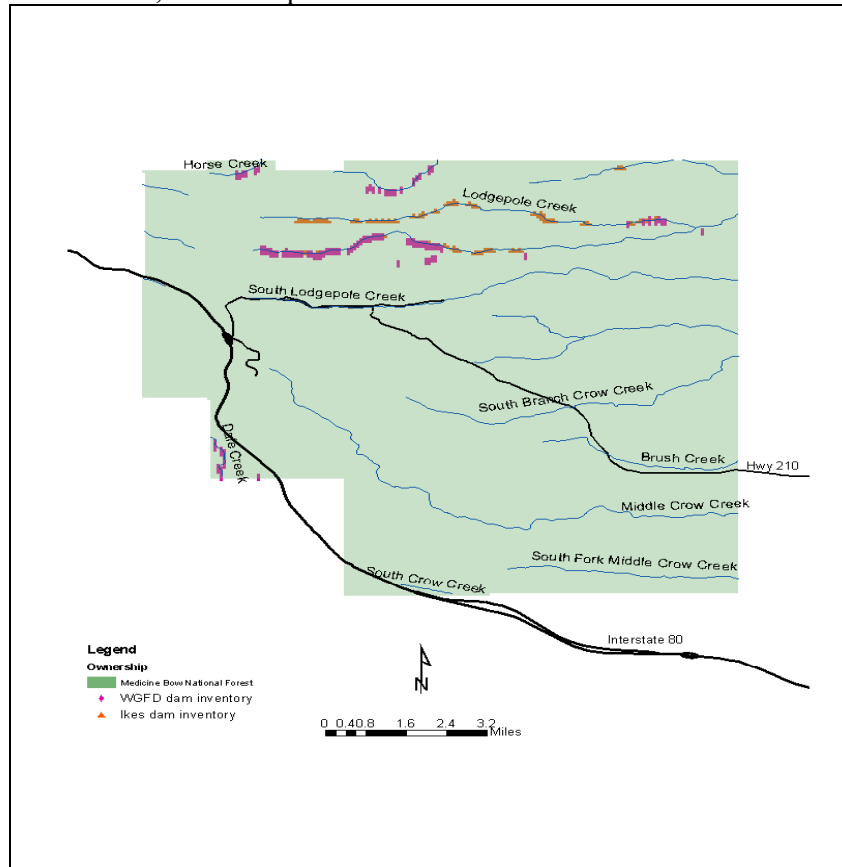 Horse Creek
Lodgepole Creek
South Lodgepole Creek
South Branch Crow Creek
Dale Creek
Brush Creek
Hwy 210
Middle Crow Creek
South Fork Middle Crow Creek
South Crow Creek
Interstate 80
Legend
Ownership
Medicine Bow National Forest
WGFD dam inventory
Ikes dam inventory
N
0 0.40.8 1.6 2.4 3.2
Miles